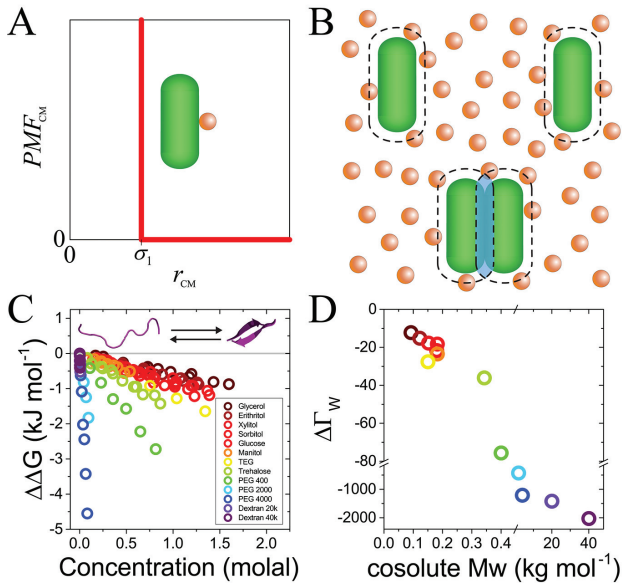 A
PMF_CM
0
0
σ₁
r_CM
B
C
ΔΔG (kJ mol⁻¹)
1
0
-1
-2
-3
-4
-5
0.0 0.5 1.0 1.5 2.0
Concentration (molal)
Glycerol
Erithritol
Xylitol
Sorbitol
Glucose
Manitol
TEG
Trehalose
PEG 400
PEG 2000
PEG 4000
Dextran 20k
Dextran 40k
D
ΔΓ_W
0
-20
-40
-60
-80
-1000
-2000
0.0 0.1 0.2 0.3 0.4 20 40
cosolute Mw (kg mol⁻¹)